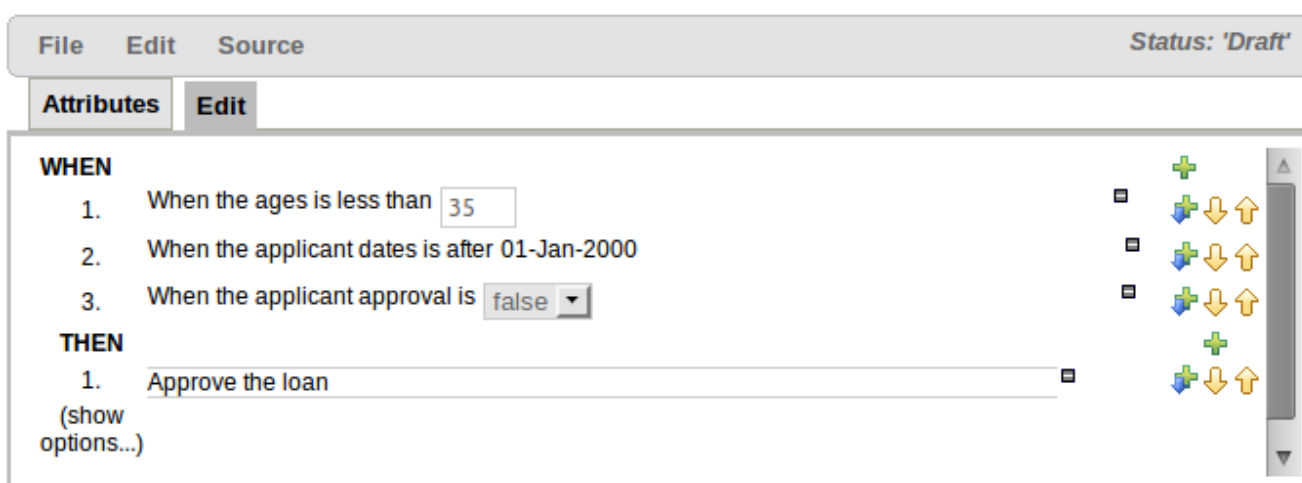 File Edit Source Status: 'Draft'
Attributes Edit
WHEN
1. When the ages is less than 35
2. When the applicant dates is after 01-Jan-2000
3. When the applicant approval is false
THEN
1. Approve the loan
(show
options...)